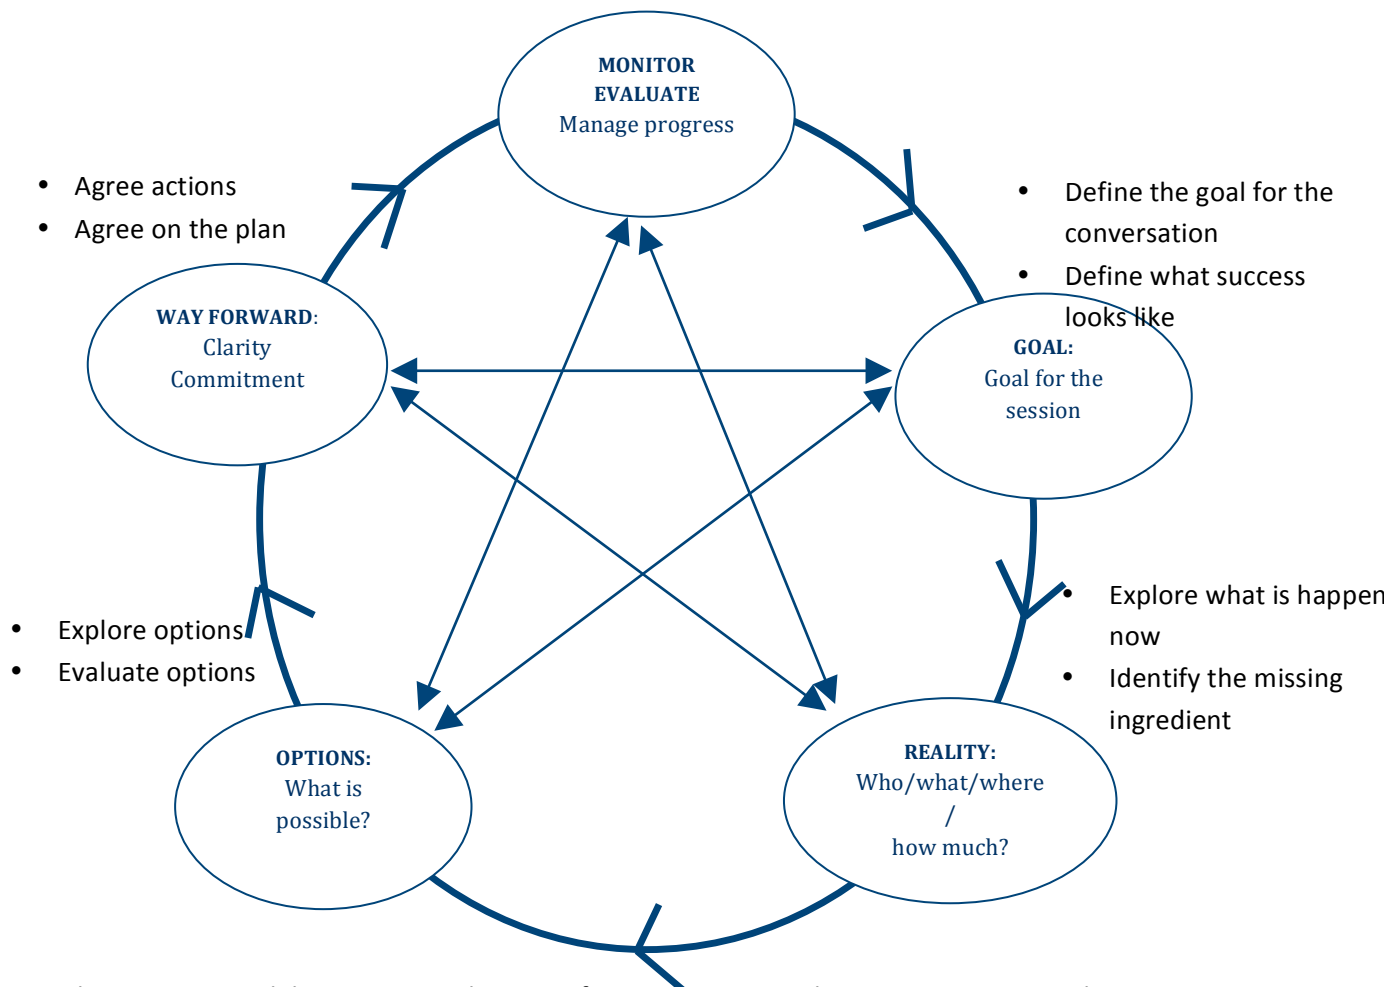 MONITOR
EVALUATE
Manage progress
• Agree actions
• Agree on the plan
• Define the goal for the
conversation
• Define what success
looks like
WAY FORWARD:
Clarity
Commitment
GOAL:
Goal for the
session
• Explore what is happen
now
• Identify the missing
ingredient
• Explore options
• Evaluate options
OPTIONS:
What is
possible?
REALITY:
Who/what/where
/
how much?